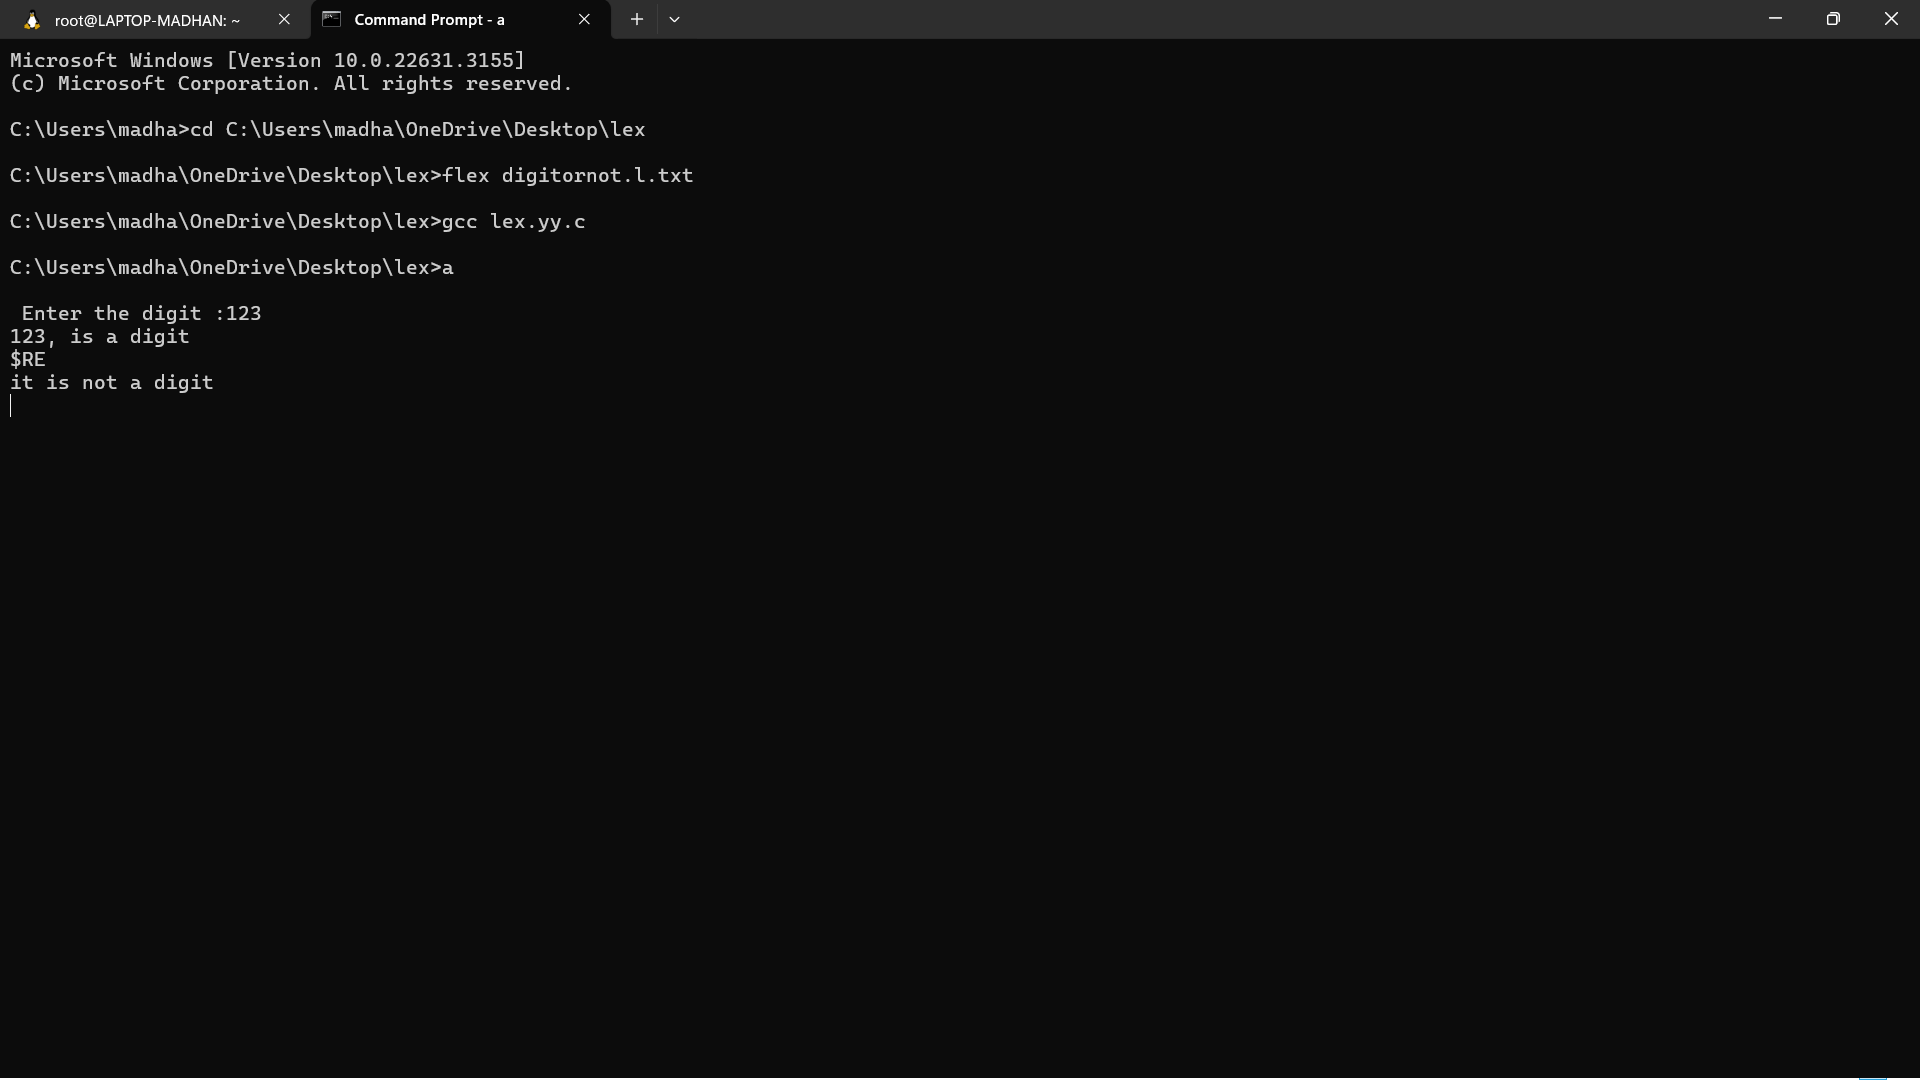 root@LAPTOP-MADHAN: ~
Command Prompt - a
Microsoft Windows [Version 10.0.22631.3155]
(c) Microsoft Corporation. All rights reserved.
C:\Users\madha>cd C:\Users\madha\OneDrive\Desktop\lex
C:\Users\madha\OneDrive\Desktop\lex>flex digitornot.l.txt
C:\Users\madha\OneDrive\Desktop\lex>gcc lex.yy.c
C:\Users\madha\OneDrive\Desktop\lex>a
Enter the digit :123
123, is a digit
$RE
it is not a digit